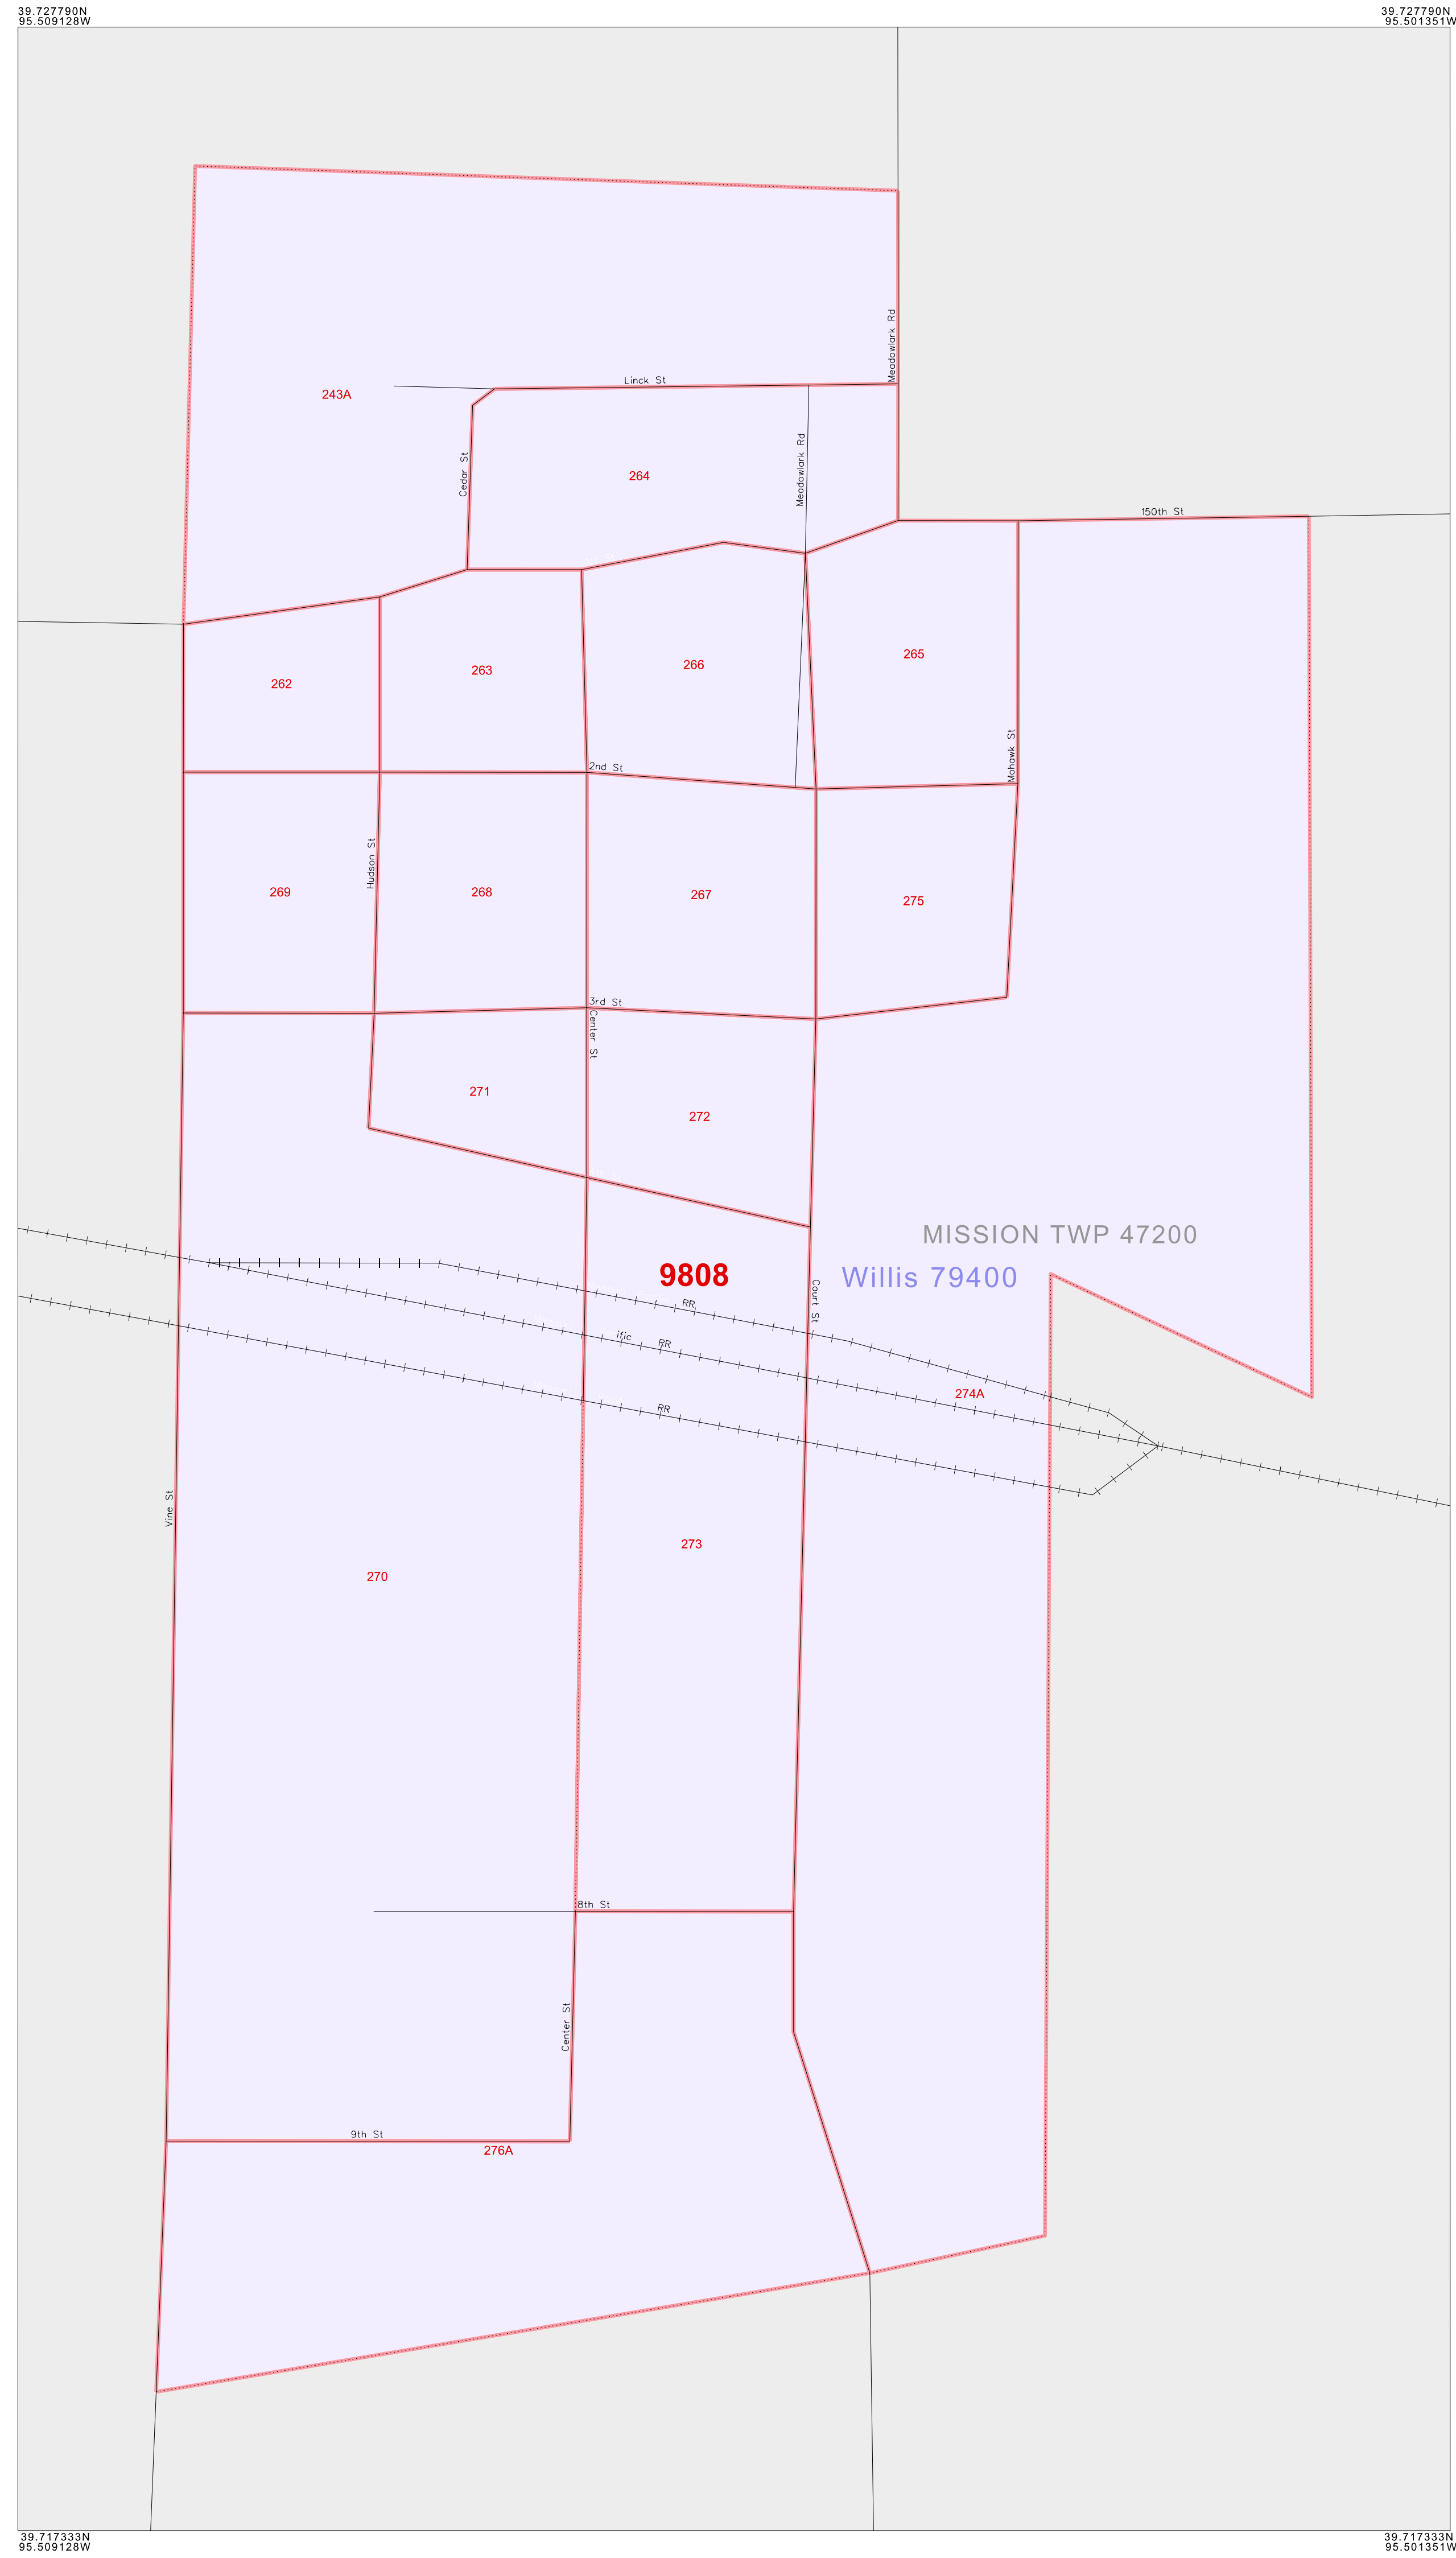 39.727790N
95.509128W
39.727790N
95.501351W
Meadowlark Rd
Linck St
243A
Meadowlark Rd
Cedar St
264
150th St
265
266
263
262
Mohawk St
2nd St
Hudson St
269
268
267
275
3rd St
Center St
271
272
MISSION TWP 47200
9808
Willis 79400
Court St
RR
ific RR
274A
RR
Vine St
273
270
8th St
Center St
9th St
276A
39.717333N
95.509128W
39.717333N
95.501351W